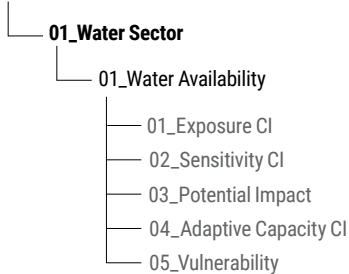 01_Water Sector
01_Water Availability
01_Exposure CI
02_Sensitivity CI
03_Potential Impact
04_Adaptive Capacity CI
05_Vulnerability